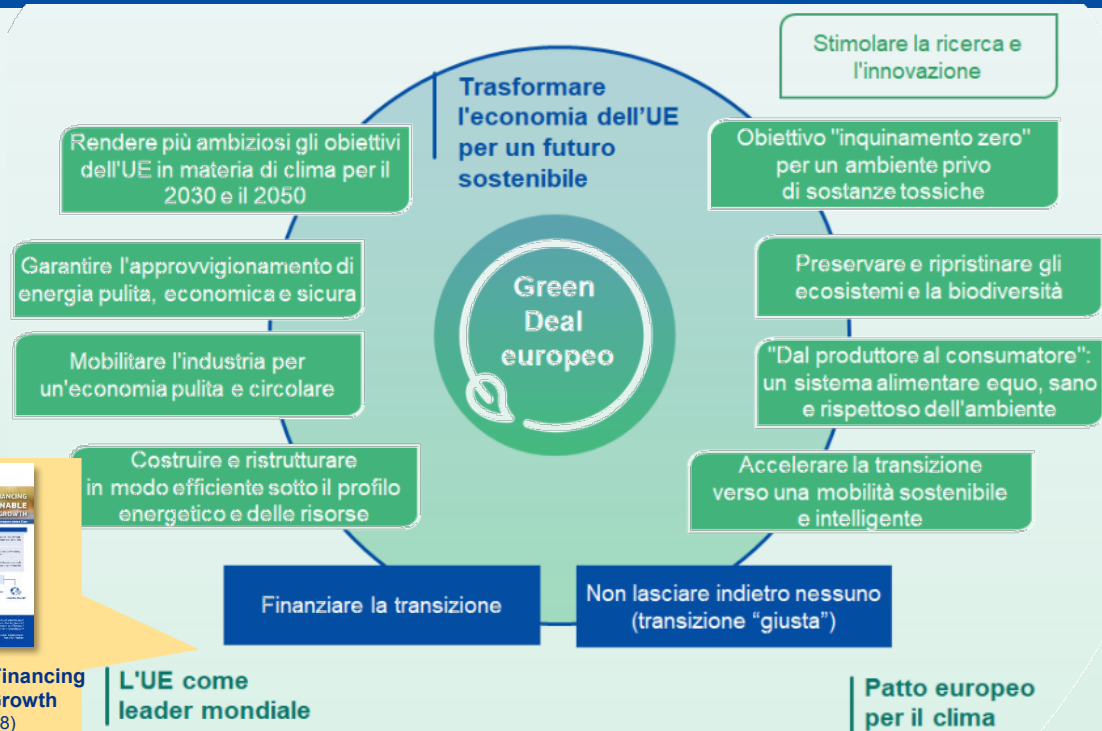 Stimolare la ricerca e
l'innovazione
Trasformare
l'economia dell'UE
per un futuro
sostenibile
Rendere più ambiziosi gli obiettivi
dell'UE in materia di clima per il
2030 e il 2050
Obiettivo "inquinamento zero"
per un ambiente privo
di sostanze tossiche
Garantire l'approvvigionamento di
energia pulita, economica e sicura
Preservare e ripristinare gli
ecosistemi e la biodiversità
Green
Deal
europeo
Mobilitare l'industria per
un'economia pulita e circolare
"Dal produttore al consumatore":
un sistema alimentare equo, sano
e rispettoso dell'ambiente
Costruire e ristrutturare
in modo efficiente sotto il profilo
energetico e delle risorse
Accelerare la transizione
verso una mobilità sostenibile
e intelligente
Finanziare la transizione
Non lasciare indietro nessuno
(transizione “giusta”)
Financing
Growth
8)
L'UE come
leader mondiale
Patto europeo
per il clima